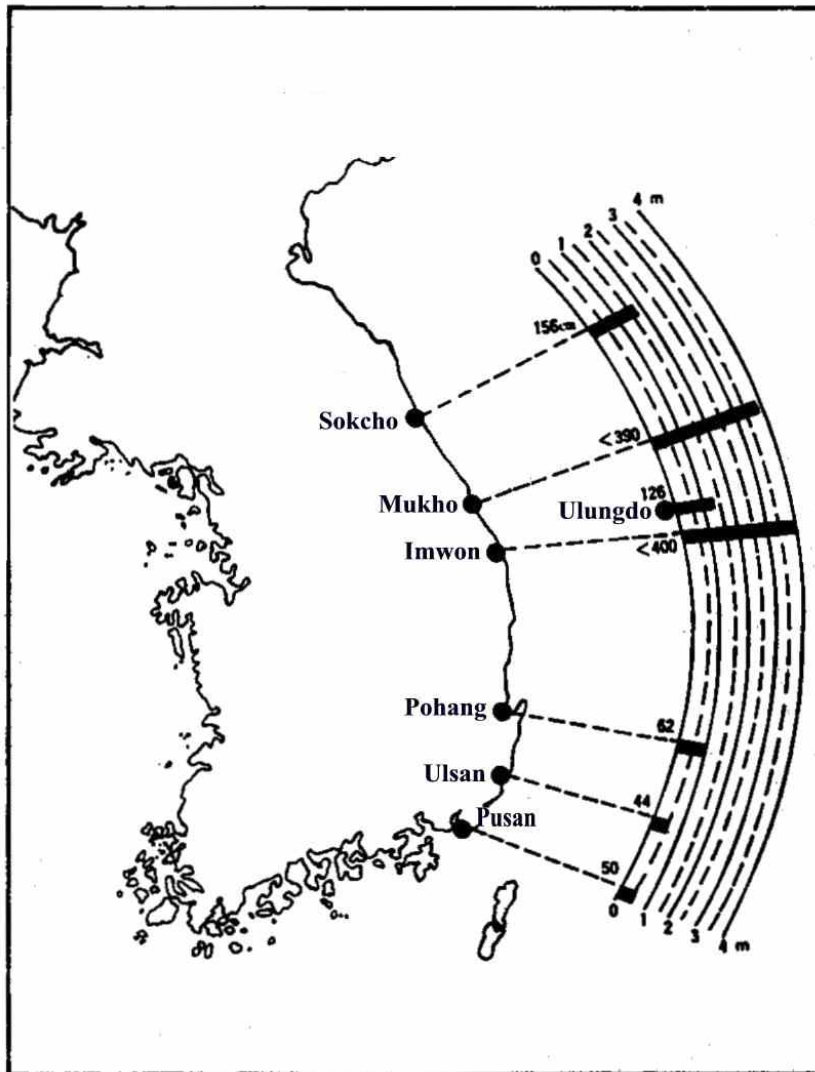 4 m
3
2
1
0
156cm
Sokcho
<390
Mukho
126
Ulungdo
Imwon
<400
Pohang
62
Ulsan
44
Pusan
50
0
1
2
3
4 m